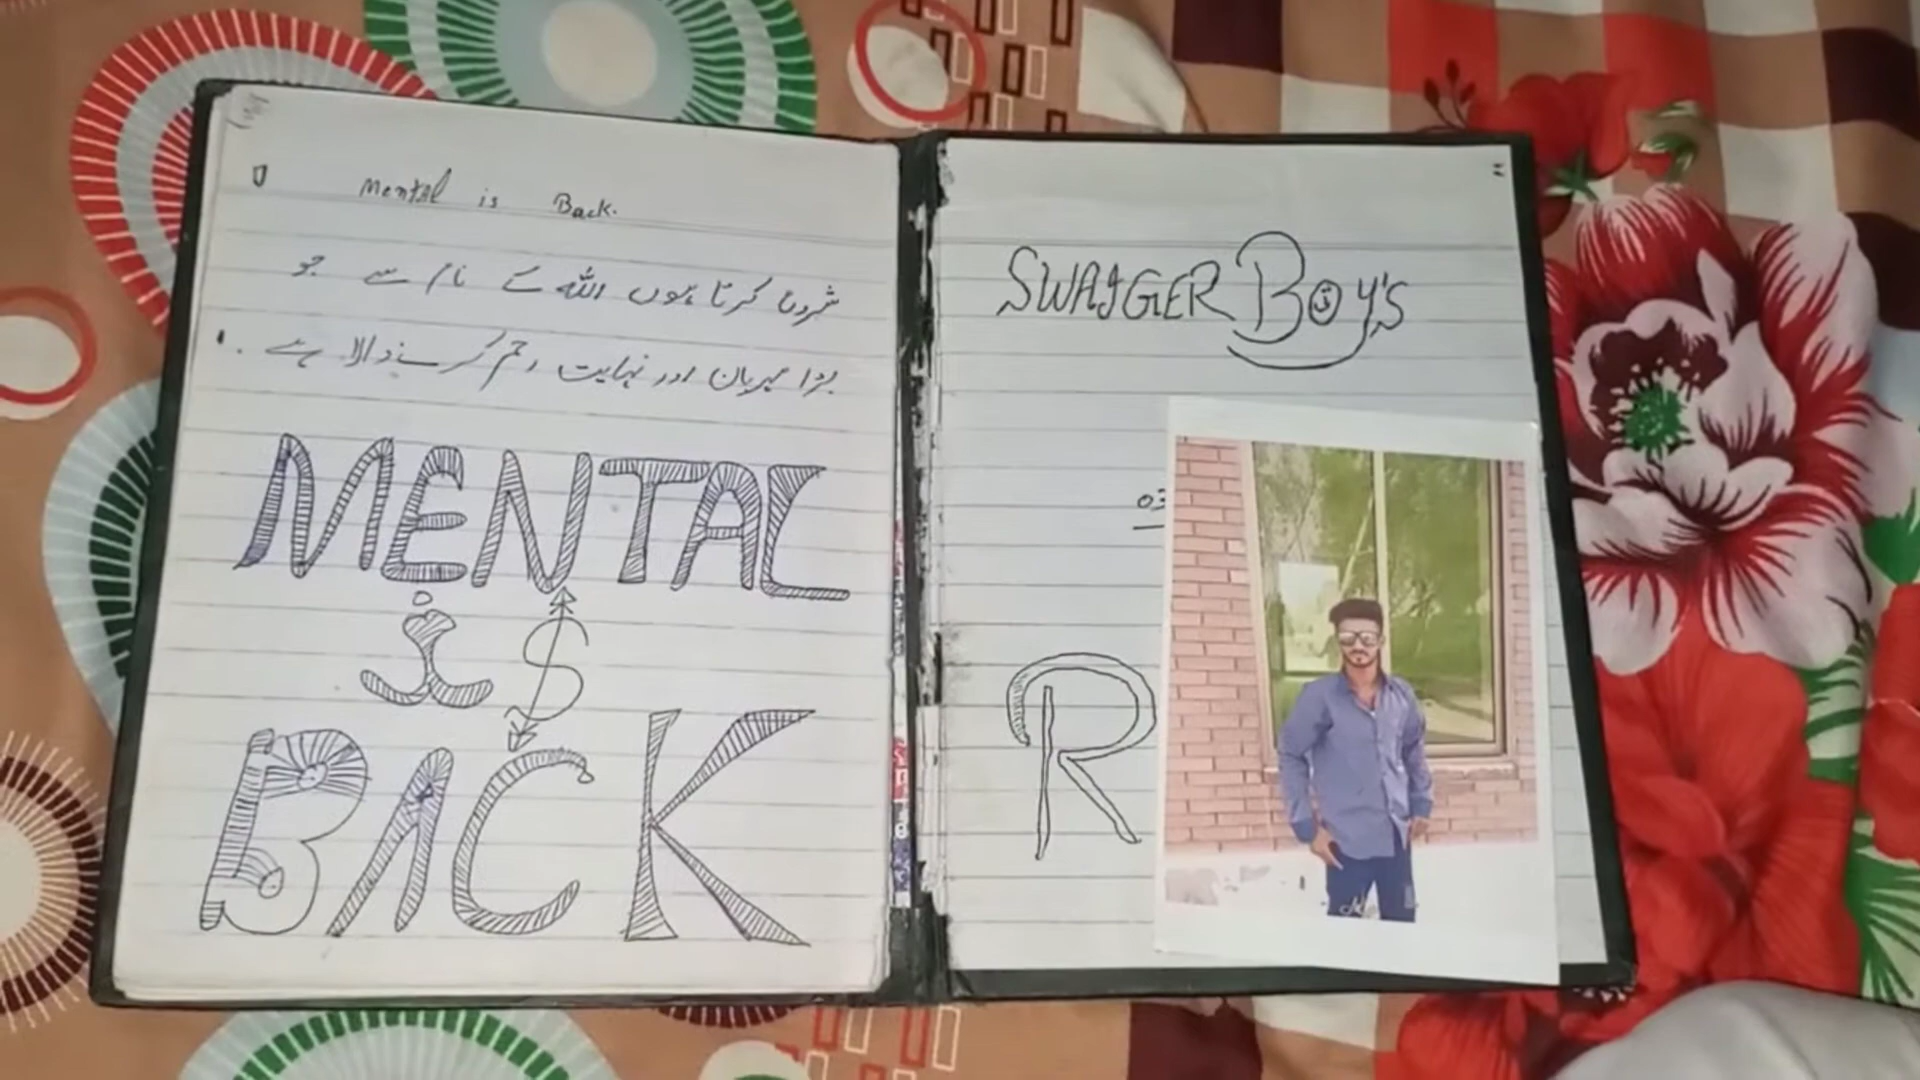 Mental is Back.
شروع کرتا ہوں اللہ کے نام سے جو
بڑا مہربان اور نہایت رحم کرنے والا ہے۔
MENTAL
is
BACK
SWAGGER BOY'S
03
R